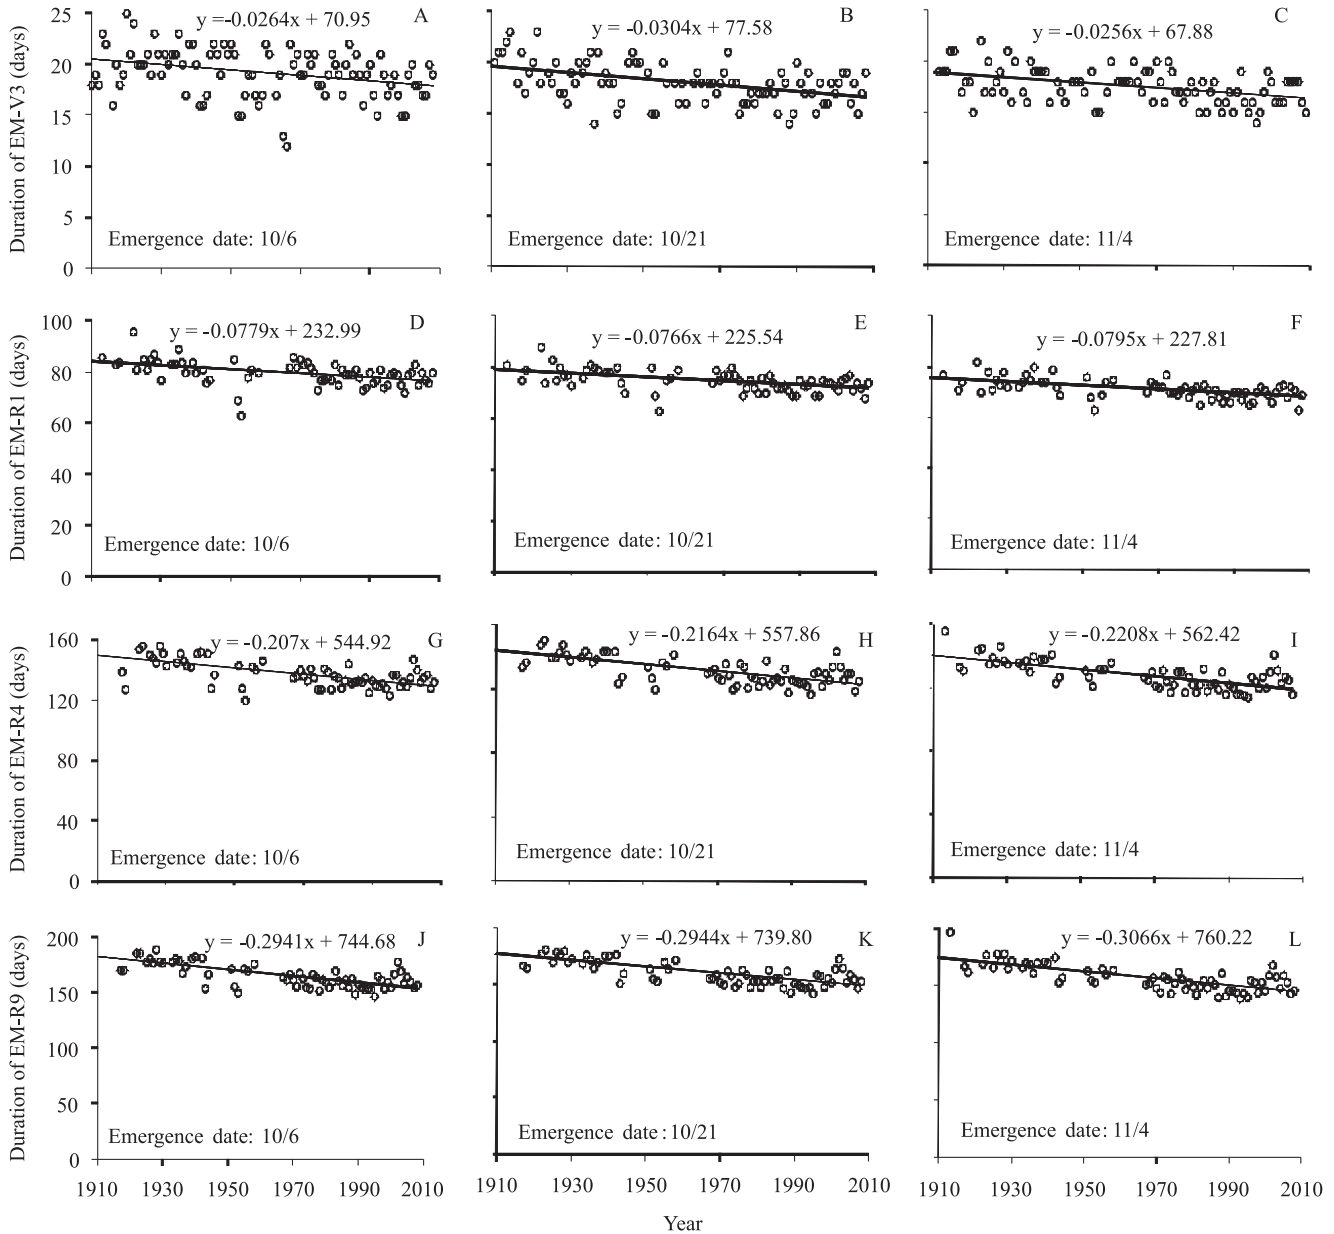 Duration of EM-V3 (days)
25
20
15
10
5
0
y =-0.0264x + 70.95
A
Emergence date: 10/6
y = -0.0304x + 77.58
B
Emergence date: 10/21
y = -0.0256x + 67.88
C
Emergence date: 11/4
Duration of EM-R1 (days)
100
80
60
40
20
0
y = -0.0779x + 232.99
D
Emergence date: 10/6
y = -0.0766x + 225.54
E
Emergence date: 10/21
y = -0.0795x + 227.81
F
Emergence date: 11/4
Duration of EM-R4 (days)
160
120
80
40
0
y = -0.207x + 544.92
G
Emergence date: 10/6
y = -0.2164x + 557.86
H
Emergence date: 10/21
y = -0.2208x + 562.42
I
Emergence date: 11/4
Duration of EM-R9 (days)
200
150
100
50
0
y = -0.2941x + 744.68
J
Emergence date: 10/6
y = -0.2944x + 739.80
K
Emergence date: 10/21
y = -0.3066x + 760.22
L
Emergence date: 11/4
1910 1930 1950 1970 1990 2010
1910 1930 1950 1970 1990 2010
1910 1930 1950 1970 1990 2010
Year